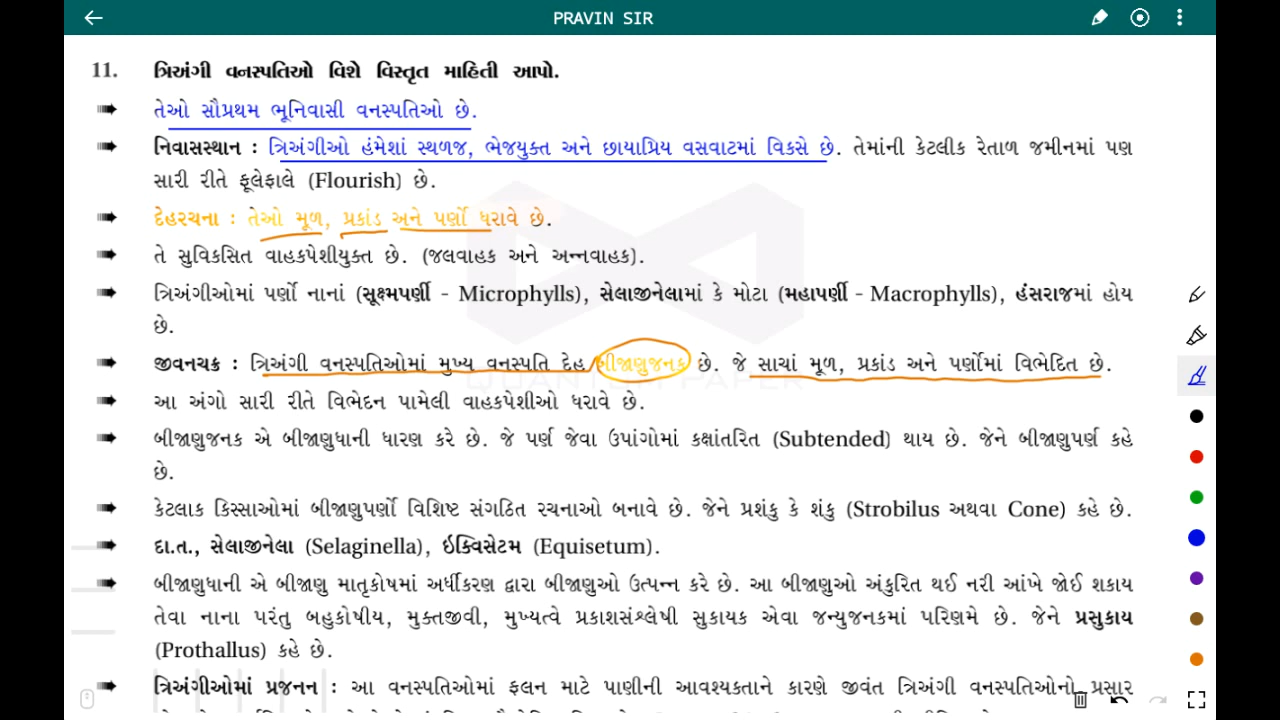 PRAVIN SIR
11. ત્રિઅંગી વનસ્પતિઓ વિશે વિસ્તૃત માહિતી આપો.
તેઓ સૌપ્રથમ ભૂનિવાસી વનસ્પતિઓ છે.
નિવાસસ્થાન : ત્રિઅંગીઓ હંમેશાં સ્થળજ, ભેજયુક્ત અને છાયાપ્રિય વસવાટમાં વિકસે છે. તેમાંની કેટલીક રેતાળ જમીનમાં પણ
સારી રીતે ફૂલેફાલે (Flourish) છે.
દેહરચના : તેઓ મૂળ, પ્રકાંડ અને પર્ણો ધરાવે છે.
તે સુવિકસિત વાહકપેશીયુક્ત છે. (જલવાહક અને અન્નવાહક).
ત્રિઅંગીઓમાં પર્ણો નાનાં (સૂક્ષ્મપર્ણી - Microphylls), સેલાજીનેલામાં કે મોટા (મહાપર્ણી - Macrophylls), હંસરાજમાં હોય
છે.
જીવનચક્ર : ત્રિઅંગી વનસ્પતિઓમાં મુખ્ય વનસ્પતિ દેહ બીજાણુજનક છે. જે સાચાં મૂળ, પ્રકાંડ અને પર્ણોમાં વિભેદિત છે.
QUANTUM PAPER
આ અંગો સારી રીતે વિભેદન પામેલી વાહકપેશીઓ ધરાવે છે.
બીજાણુજનક એ બીજાણુધાની ધારણ કરે છે. જે પર્ણ જેવા ઉપાંગોમાં કક્ષાંતરિત (Subtended) થાય છે. જેને બીજાણુપર્ણ કહે
છે.
કેટલાક કિસ્સાઓમાં બીજાણુપર્ણો વિશિષ્ટ સંગઠિત રચનાઓ બનાવે છે. જેને પ્રશંકુ કે શંકુ (Strobilus અથવા Cone) કહે છે.
દા.ત., સેલાજીનેલા (Selaginella), ઇક્વિસેટમ (Equisetum).
બીજાણુધાની એ બીજાણુ માતૃકોષમાં અર્ધીકરણ દ્વારા બીજાણુઓ ઉત્પન્ન કરે છે. આ બીજાણુઓ અંકુરિત થઈ નરી આંખે જોઈ શકાય
તેવા નાના પરંતુ બહુકોષીય, મુક્તજીવી, મુખ્યત્વે પ્રકાશસંશ્લેષી સુકાયક એવા જન્યુજનકમાં પરિણમે છે. જેને પ્રસુકાય
(Prothallus) કહે છે.
ત્રિઅંગીઓમાં પ્રજનન : આ વનસ્પતિઓમાં ફલન માટે પાણીની આવશ્યકતાને કારણે જીવંત ત્રિઅંગી વનસ્પતિઓનો પ્રસાર